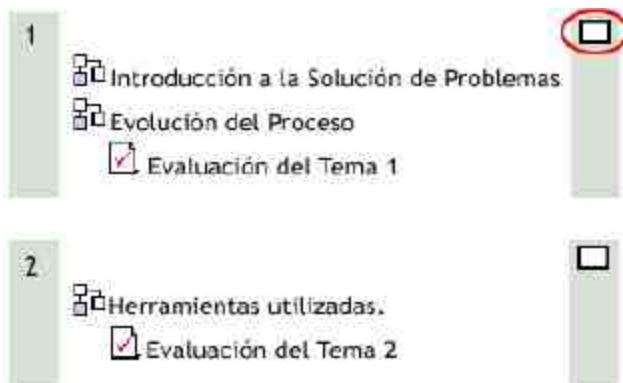 1
Introducción a la Solución de Problemas
Evolución del Proceso
Evaluación del Tema 1
2
Herramientas utilizadas.
Evaluación del Tema 2